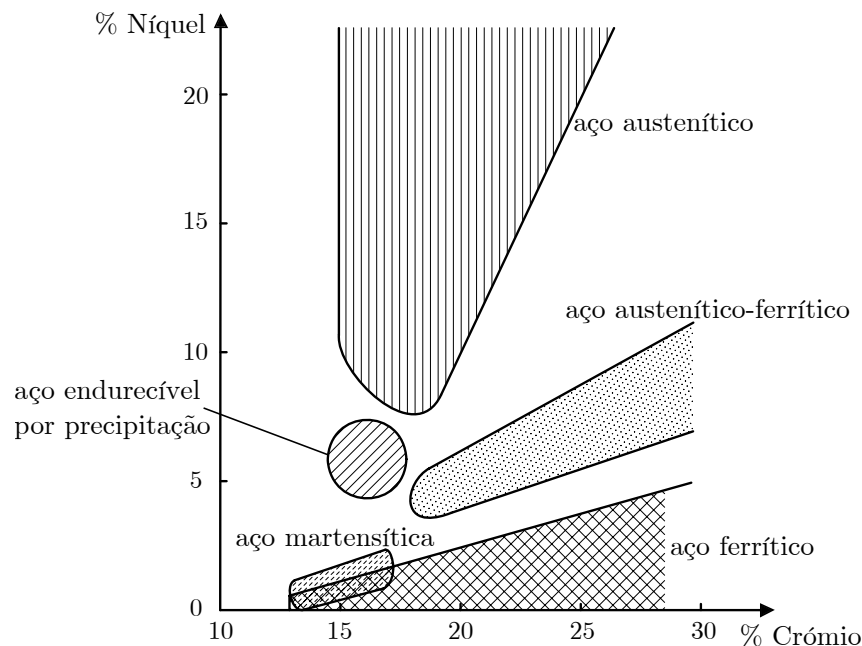 % Níquel
20
aço austenítico
15
aço austenítico-ferrítico
10
aço endurecível
por precipitação
5
aço martensítica
aço ferrítico
0
10
15
20
25
30
% Crómio